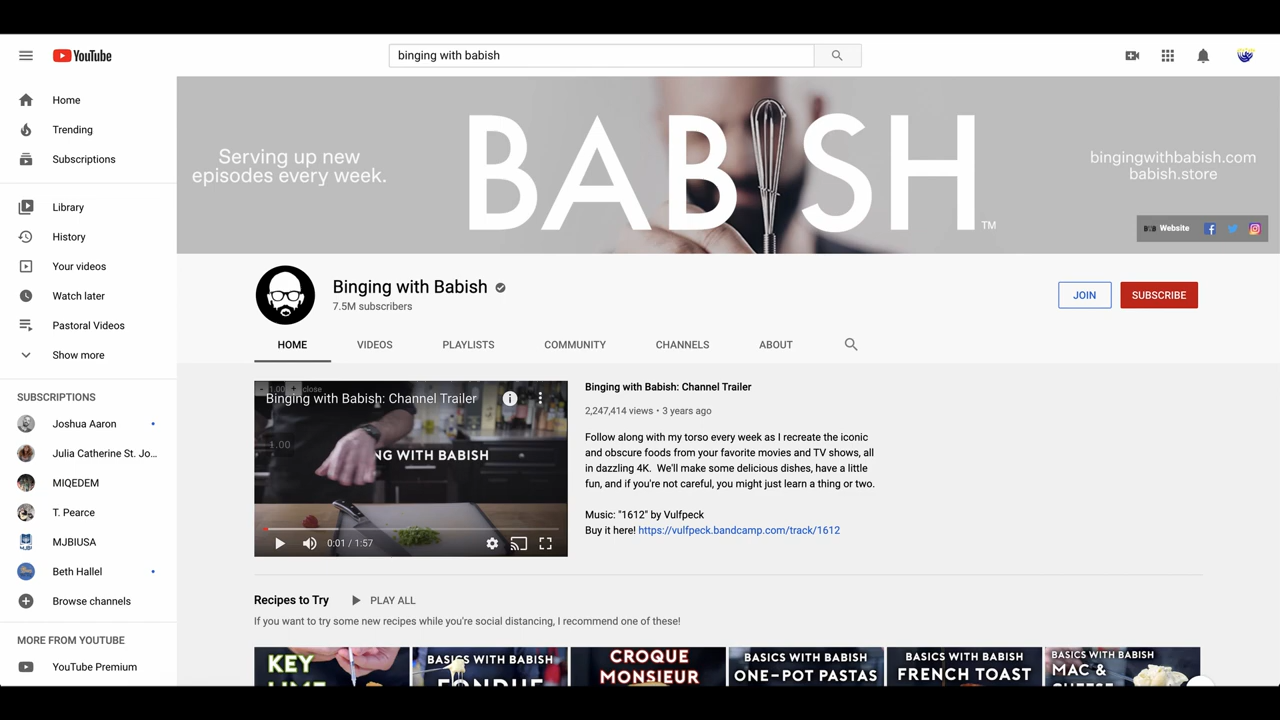 YouTube
binging with babish
Home
Trending
Subscriptions
Library
History
Your videos
Watch later
Pastoral Videos
Show more
SUBSCRIPTIONS
Joshua Aaron
Julia Catherine St. Jo...
MIQEDEM
T. Pearce
MJBIUSA
Beth Hallel
Browse channels
MORE FROM YOUTUBE
YouTube Premium
Serving up new
episodes every week.
BABISH™
bingingwithbabish.com
babish.store
Website
Binging with Babish
7.5M subscribers
JOIN
SUBSCRIBE
HOME
VIDEOS
PLAYLISTS
COMMUNITY
CHANNELS
ABOUT
- 1.00 + close
Binging with Babish: Channel Trailer
1.00
NG WITH BABISH
0:01 / 1:57
Binging with Babish: Channel Trailer
2,247,414 views • 3 years ago
Follow along with my torso every week as I recreate the iconic
and obscure foods from your favorite movies and TV shows, all
in dazzling 4K. We'll make some delicious dishes, have a little
fun, and if you're not careful, you might just learn a thing or two.
Music: "1612" by Vulfpeck
Buy it here! https://vulfpeck.bandcamp.com/track/1612
Recipes to Try
PLAY ALL
If you want to try some new recipes while you're social distancing, I recommend one of these!
KEY
LIME
BASICS WITH BABISH
FONDUE
CROQUE
MONSIEUR
BASICS WITH BABISH
ONE-POT PASTAS
BASICS WITH BABISH
FRENCH TOAST
BASICS WITH BABISH
MAC &
CHEESE